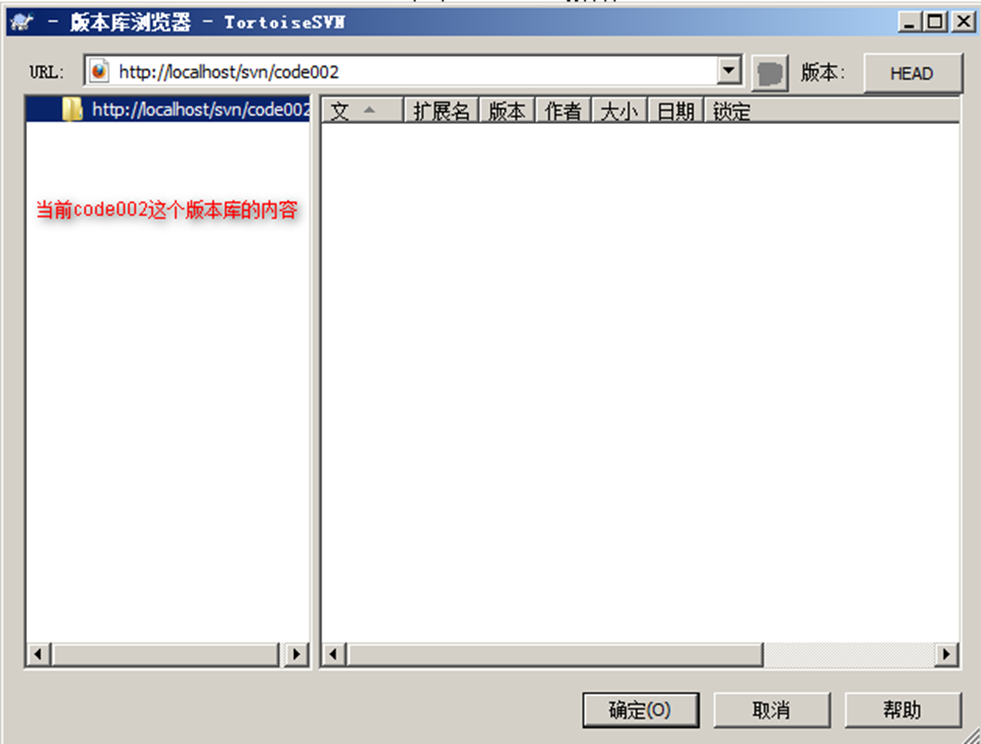 - 版本库浏览器 - TortoiseSVN
URL: http://localhost/svn/code002 版本: HEAD
http://localhost/svn/code002 文 扩展名 版本 作者 大小 日期 锁定
当前code002这个版本库的内容
确定(O) 取消 帮助